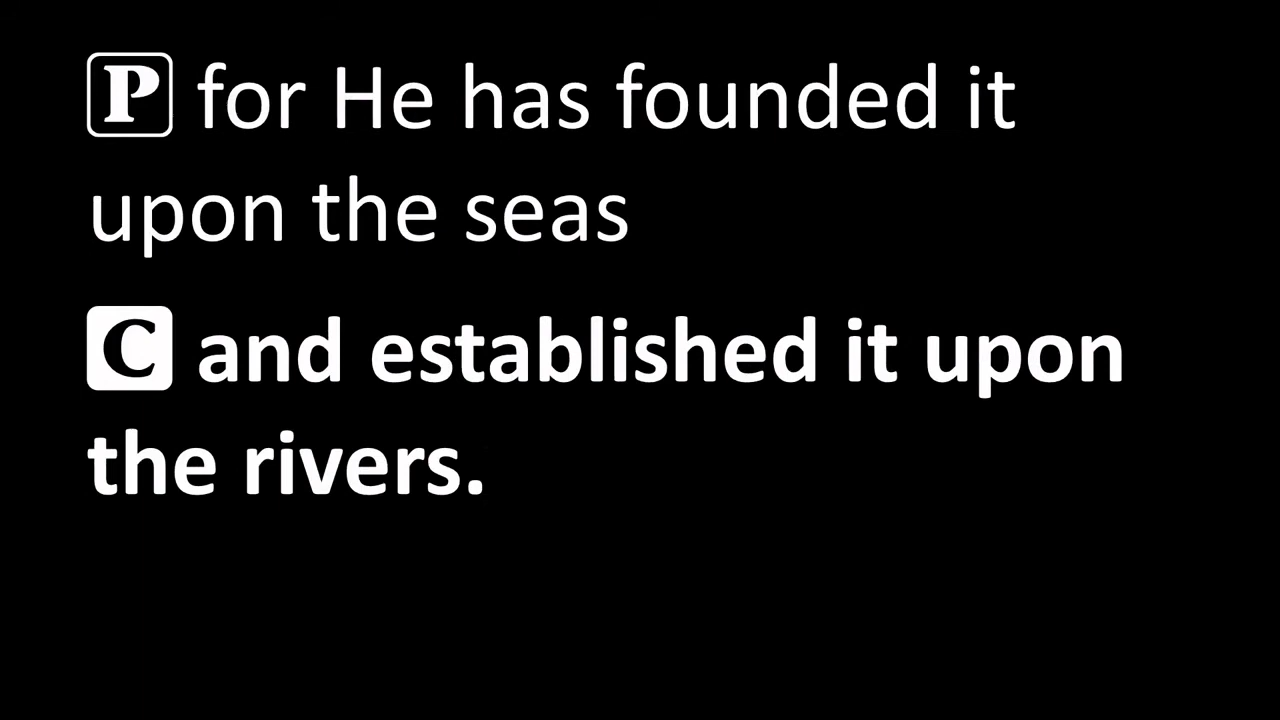 P for He has founded it
upon the seas
C and established it upon
the rivers.